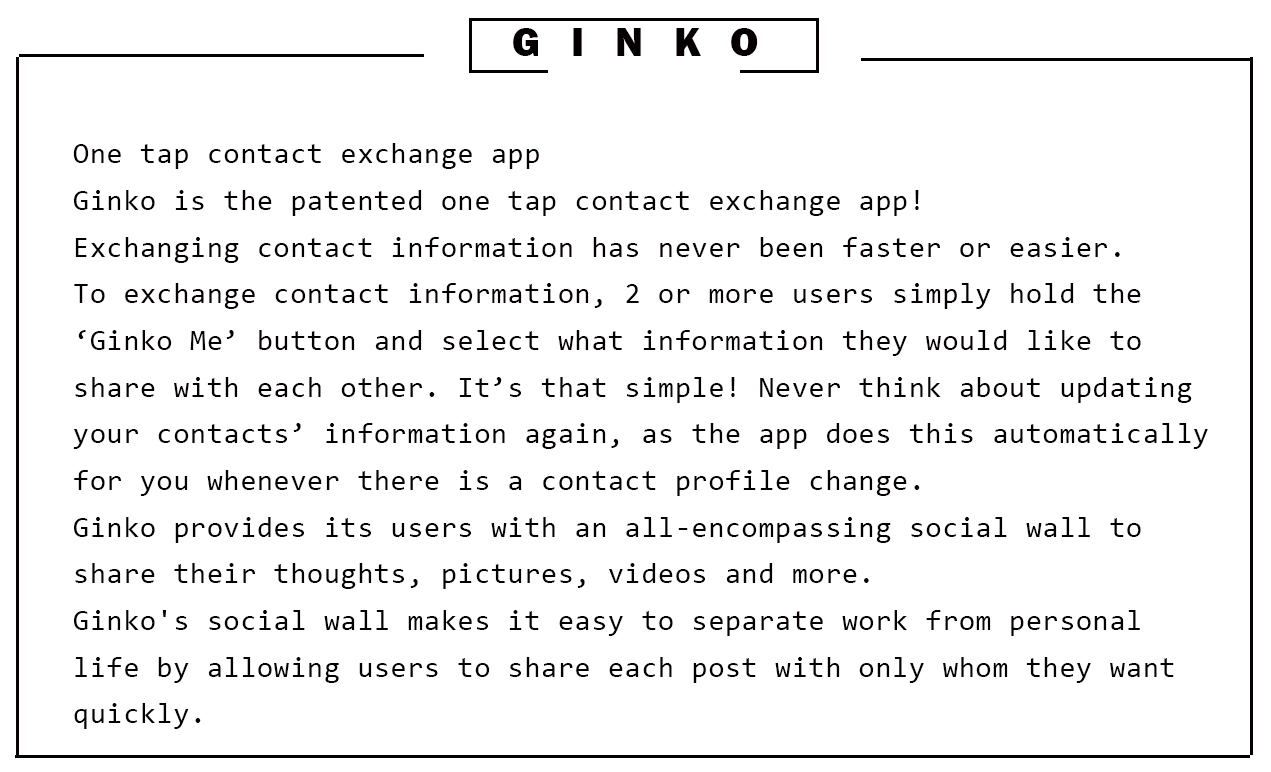 G I N K O
One tap contact exchange app
Ginko is the patented one tap contact exchange app!
Exchanging contact information has never been faster or easier.
To exchange contact information, 2 or more users simply hold the
‘Ginko Me’ button and select what information they would like to
share with each other. It’s that simple! Never think about updating
your contacts’ information again, as the app does this automatically
for you whenever there is a contact profile change.
Ginko provides its users with an all-encompassing social wall to
share their thoughts, pictures, videos and more.
Ginko's social wall makes it easy to separate work from personal
life by allowing users to share each post with only whom they want
quickly.